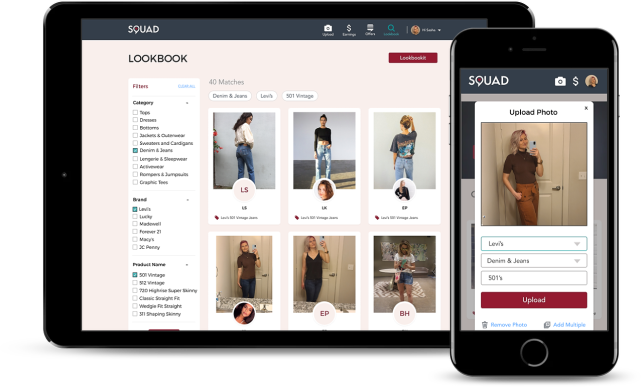 SQUAD
Upload
Earnings
Offers
Lookbook
LOOKBOOK
Lookbookit
Filters
40 Matches
Denim & Jeans
Levi's
501 Vintage
Category
Tops
Dresses
Bottoms
Jackets & Outerwear
Sweaters and Cardigans
Denim & Jeans
Lengerie & Sleepwear
Activewear
Rompers & Jumpsuits
Graphic Tees
Brand
Levi's
Lucky
Madewell
Forever 21
Macy's
JC Penny
Product Name
501 Vintage
512 Vintage
720 Highrise Super Skinny
Classic Straight Fit
Wedgie Fit Straight
311 Shaping Skinny
LS
LS
Levi's 501 Vintage Jeans
LK
Levi's 501 Vintage Jeans
EP
Levi's 501 Vintage Jeans
EP
BH
SQUAD
Upload Photo
x
Levi's
Denim & Jeans
501's
Upload
Remove Photo
Add Multiple